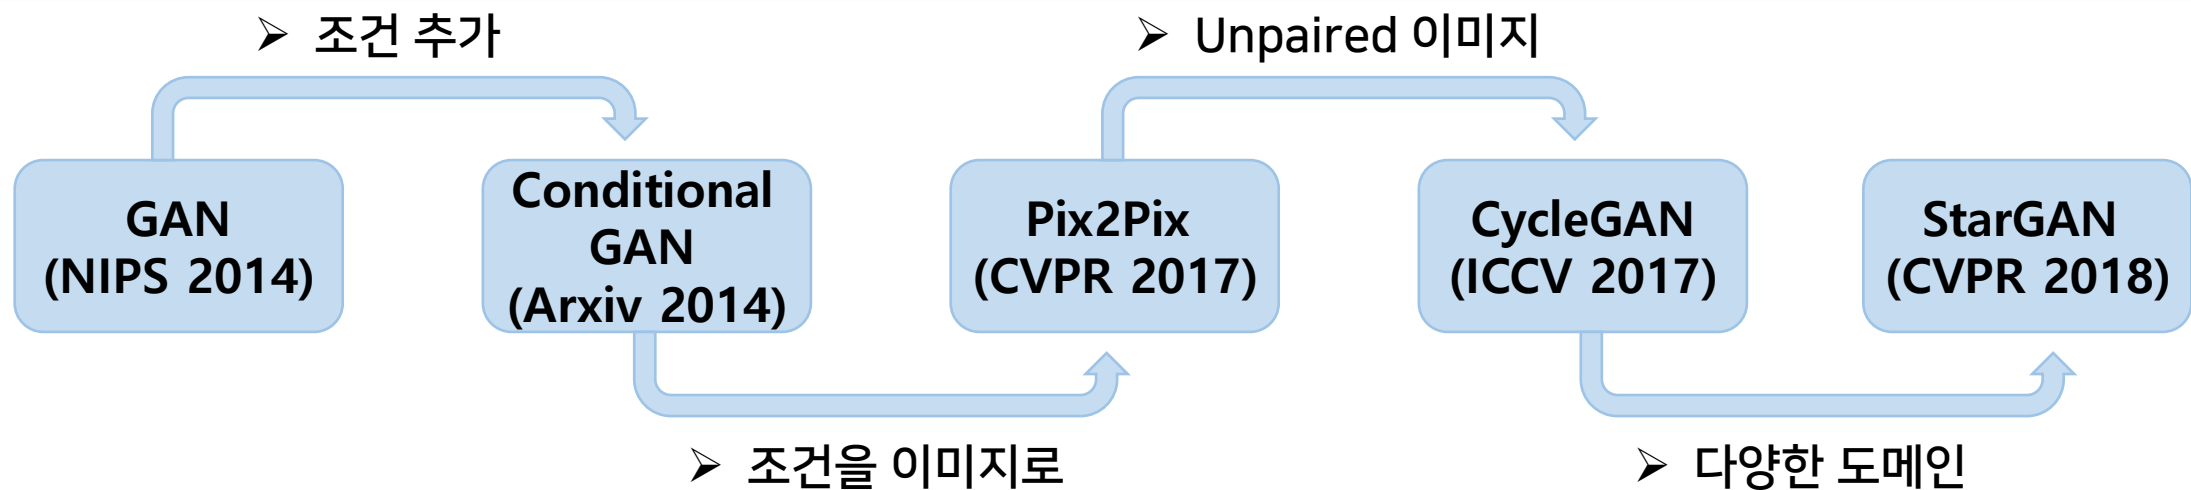 ➢ 조건 추가
➢ Unpaired 이미지
GAN
(NIPS 2014)
Conditional
GAN
(Arxiv 2014)
Pix2Pix
(CVPR 2017)
CycleGAN
(ICCV 2017)
StarGAN
(CVPR 2018)
➢ 조건을 이미지로
➢ 다양한 도메인